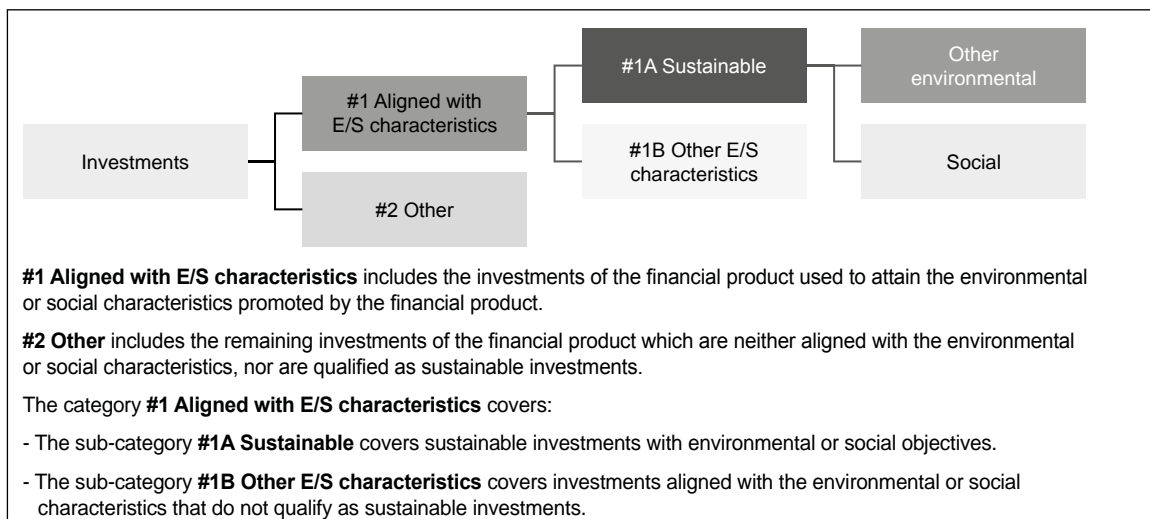 Investments
#1 Aligned with
E/S characteristics
#2 Other
#1A Sustainable
#1B Other E/S
characteristics
Other
environmental
Social
#1 Aligned with E/S characteristics includes the investments of the financial product used to attain the environmental
or social characteristics promoted by the financial product.
#2 Other includes the remaining investments of the financial product which are neither aligned with the environmental
or social characteristics, nor are qualified as sustainable investments.
The category #1 Aligned with E/S characteristics covers:
- The sub-category #1A Sustainable covers sustainable investments with environmental or social objectives.
- The sub-category #1B Other E/S characteristics covers investments aligned with the environmental or social
characteristics that do not qualify as sustainable investments.